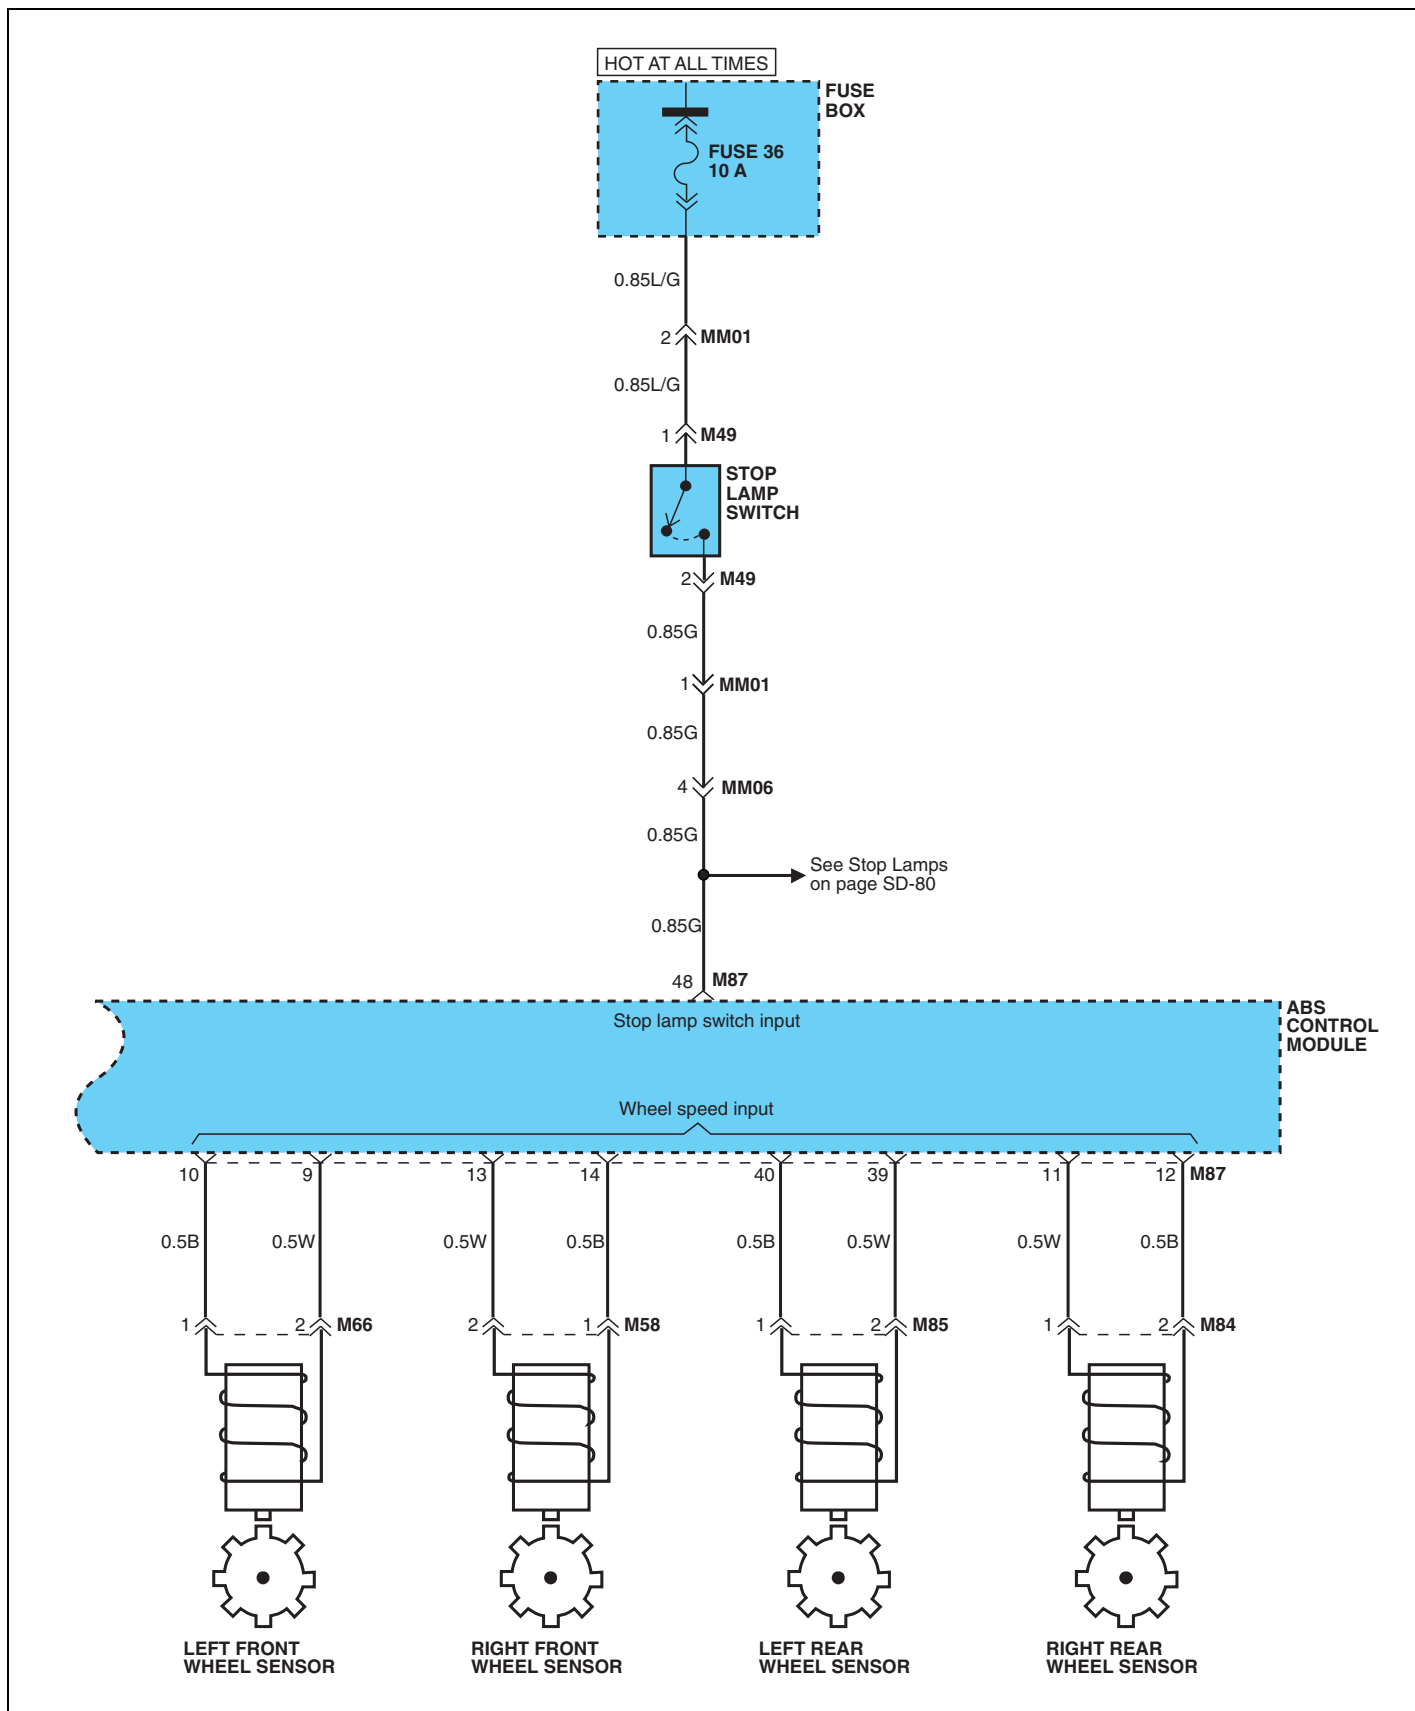 HOT AT ALL TIMES
FUSE
BOX
FUSE 36
10 A
0.85L/G
2 MM01
0.85L/G
1 M49
STOP
LAMP
SWITCH
2 M49
0.85G
1 MM01
0.85G
4 MM06
0.85G
See Stop Lamps
on page SD-80
0.85G
48 M87
Stop lamp switch input
ABS
CONTROL
MODULE
Wheel speed input
10 9 13 14 40 39 11 12 M87
0.5B 0.5W 0.5W 0.5B 0.5B 0.5W 0.5W 0.5B
1 2 M66 2 1 M58 1 2 M85 1 2 M84
LEFT FRONT
WHEEL SENSOR
RIGHT FRONT
WHEEL SENSOR
LEFT REAR
WHEEL SENSOR
RIGHT REAR
WHEEL SENSOR